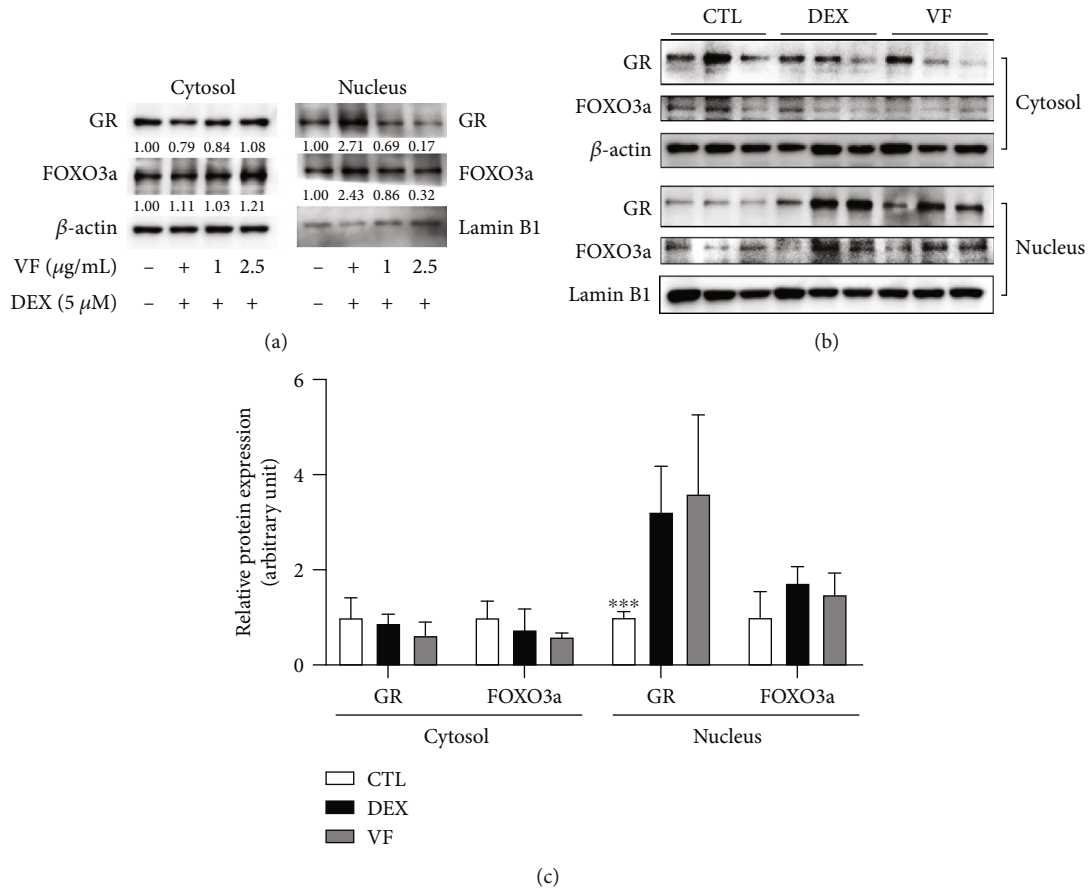 Cytosol Nucleus
GR GR
1.00 0.79 0.84 1.08 1.00 2.71 0.69 0.17
FOXO3a FOXO3a
1.00 1.11 1.03 1.21 1.00 2.43 0.86 0.32
β-actin Lamin B1
VF (μg/mL) – + 1 2.5 – + 1 2.5
DEX (5 μM) – + + + – + + +
(a)
CTL DEX VF
GR
FOXO3a
β-actin
Cytosol
GR
FOXO3a
Lamin B1
Nucleus
(b)
Relative protein expression
(arbitrary unit)
6
4
2
0
***
GR FOXO3a GR FOXO3a
Cytosol Nucleus
CTL
DEX
VF
(c)